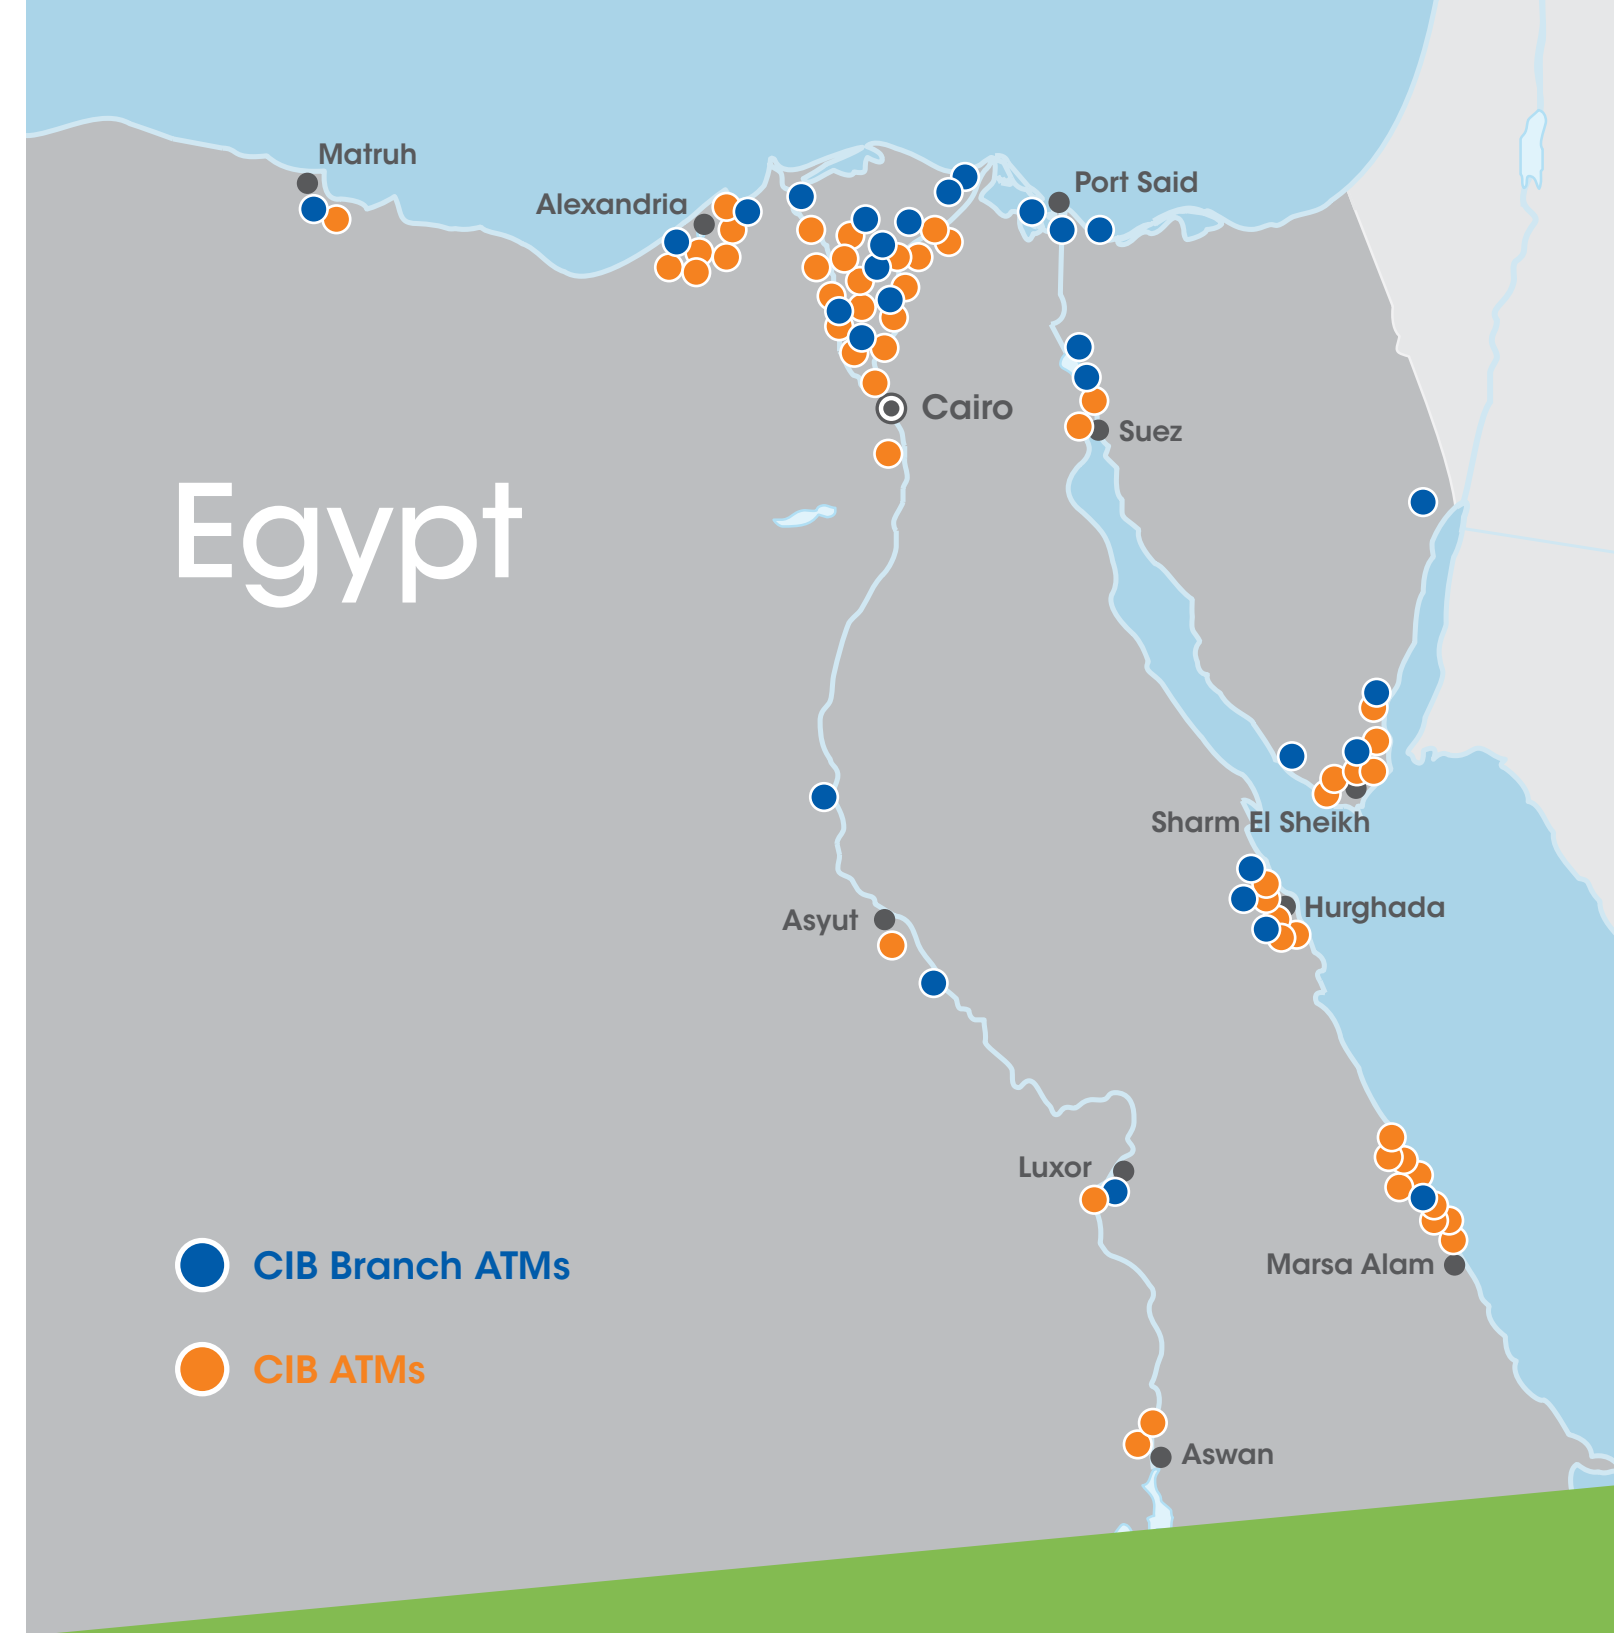 Matruh
Alexandria
Port Said
Cairo
Suez
Egypt
Sharm El Sheikh
Hurghada
Asyut
Luxor
CIB Branch ATMs
Marsa Alam
CIB ATMs
Aswan